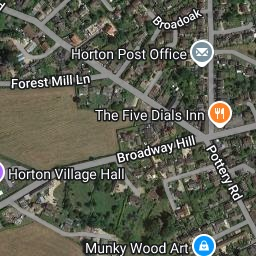 Broadoak
Horton Post Office
Forest Mill Ln
The Five Dials Inn
Broadway Hill
Pottery Rd
Horton Village Hall
Munky Wood Art